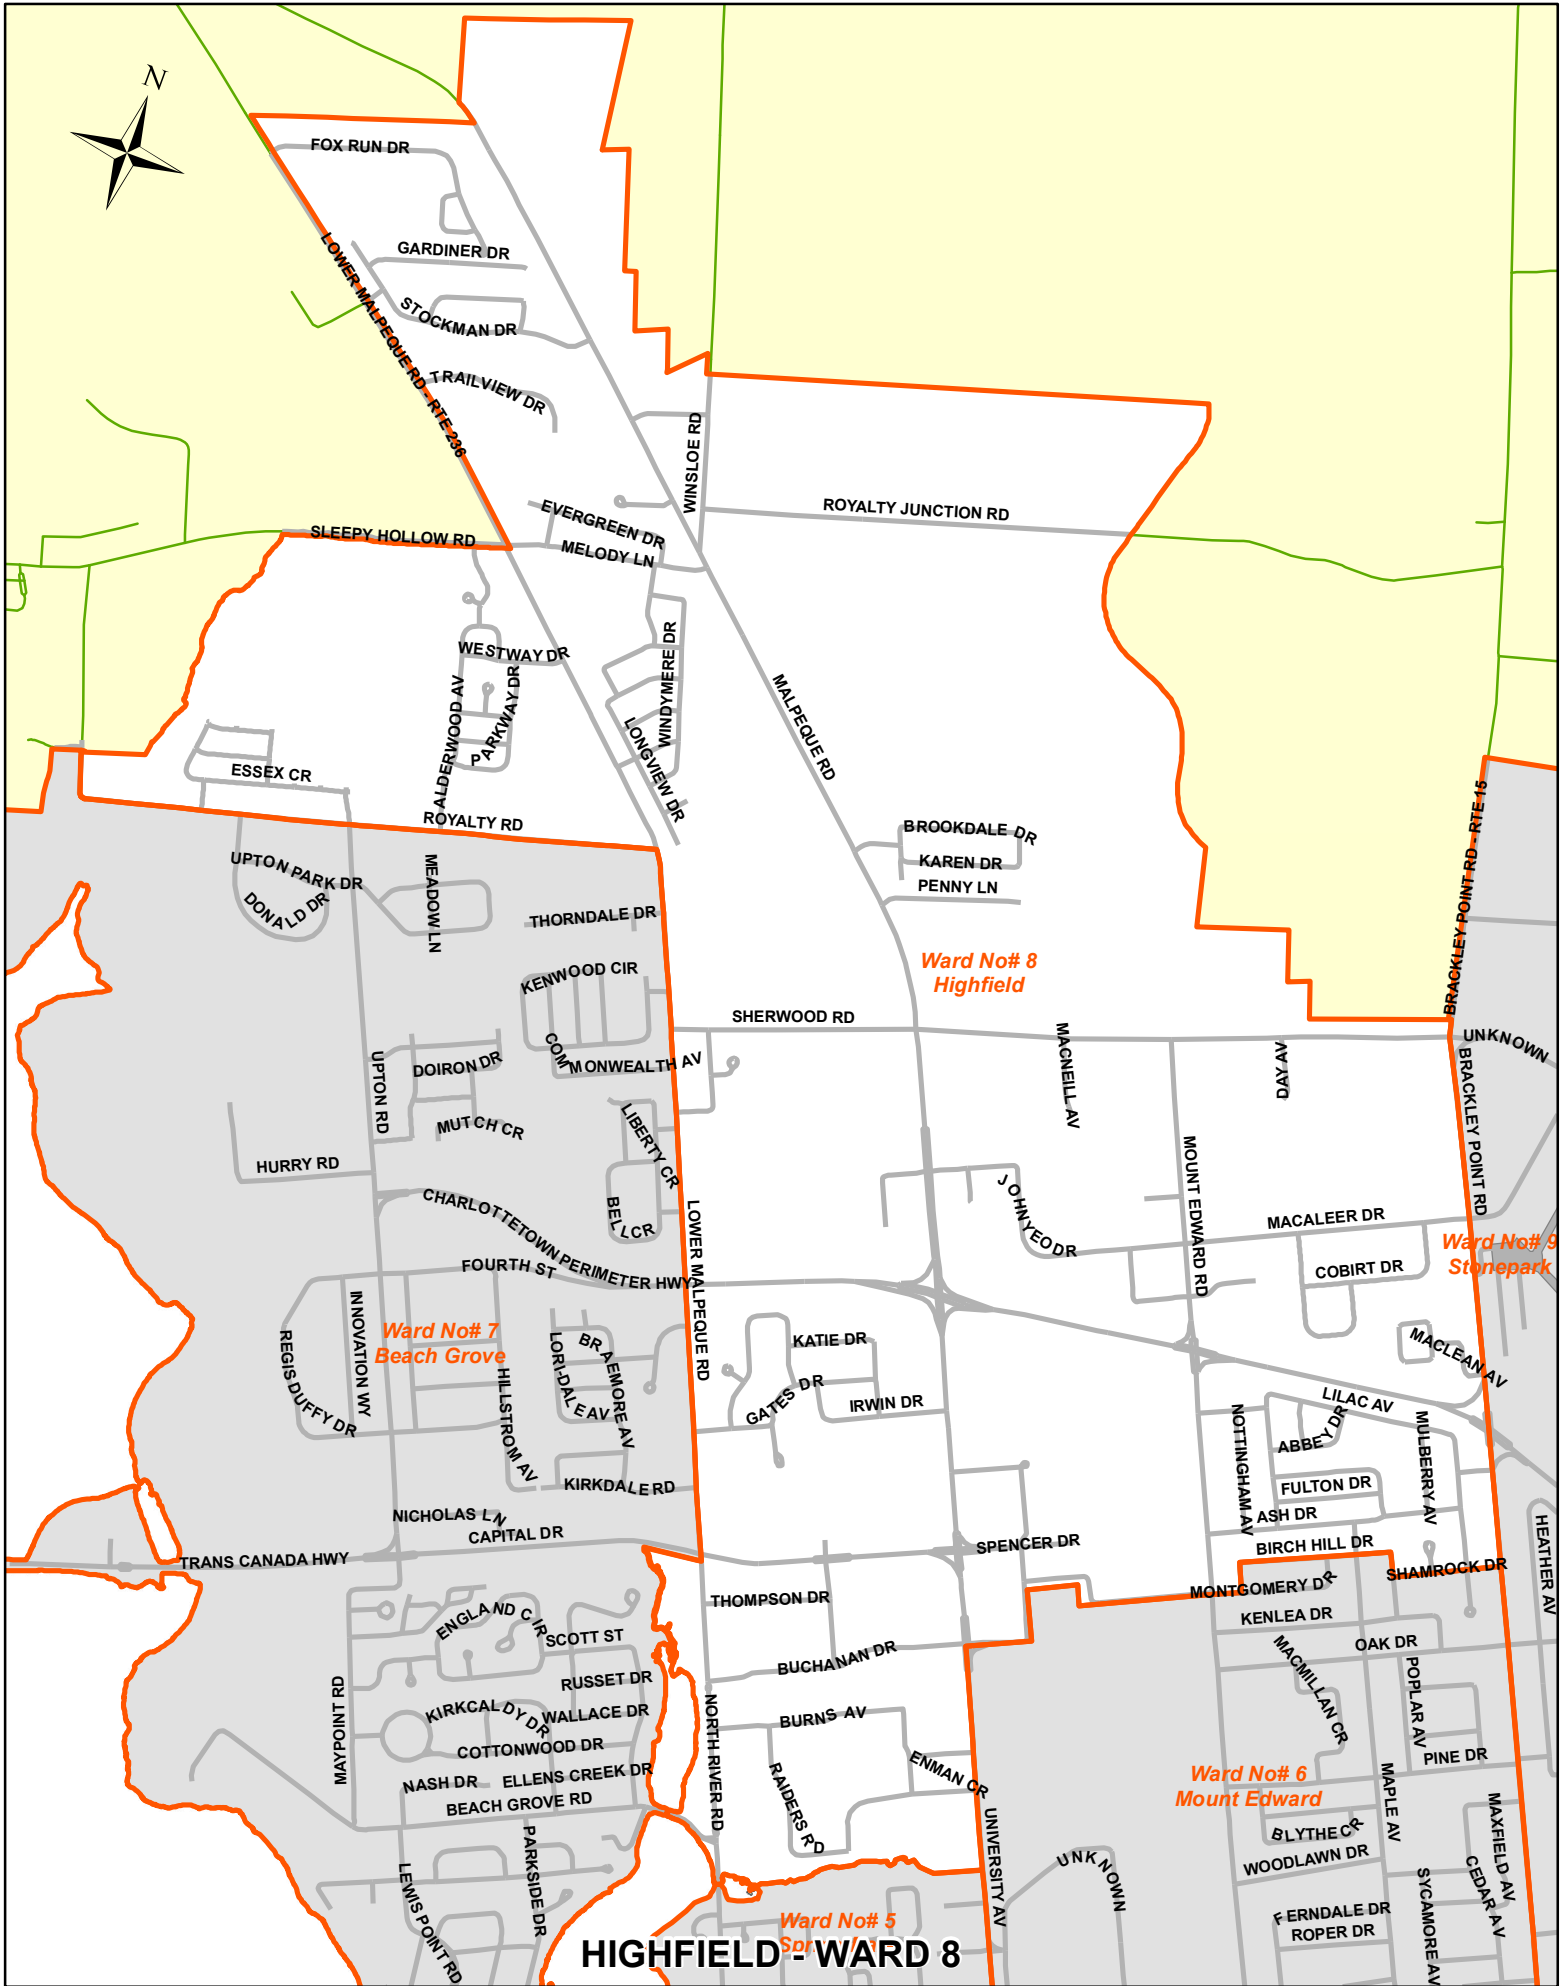 N
FOX RUN DR
GARDINER DR
LOWER MALPEQUE RD - RTE 236
STOCKMAN DR
TRAILVIEW DR
WINSLOE RD
EVERGREEN DR
ROYALTY JUNCTION RD
SLEEPY HOLLOW RD
MELODY LN
WESTWAY DR
WINDYMERE DR
ALDERWOOD AV
PARKWAY DR
MALPEQUE RD
LONGVIEW DR
ESSEX CR
ROYALTY RD
BRACKLEY POINT RD - RTE 15
BROOKDALE DR
KAREN DR
PENNY LN
UPTON PARK DR
DONALD DR
MEADOW LN
THORNDALE DR
Ward No# 8
Highfield
KENWOOD CIR
SHERWOOD RD
UNKNOWN
COMMONWEALTH AV
DOIRON DR
UPTON RD
MACNEILL AV
DAY AV
BRACKLEY POINT RD
MUTCH CR
LIBERTY CR
HURRY RD
MOUNT EDWARD RD
JOHN YEO DR
BELL CR
CHARLOTTETOWN PERIMETER HWY
LOWER MALPEQUE RD
MACALEER DR
Ward No# 9
Stonepark
FOURTH ST
COBIRT DR
INNOVATION WY
REGIS DUFFY DR
Ward No# 7
Beach Grove
LORI-DALE AV
BRAEMORE AV
HILLSTROM AV
KATIE DR
GATES DR
IRWIN DR
MACLEAN AV
LILAC AV
NOTTINGHAM AV
ABBEY DR
MULBERRY AV
FULTON DR
KIRKDALE RD
NICHOLAS LN
ASH DR
CAPITAL DR
HEATHER AV
TRANS CANADA HWY
SPENCER DR
BIRCH HILL DR
SHAMROCK DR
THOMPSON DR
MONTGOMERY DR
ENGLAND CIR
KENLEA DR
SCOTT ST
OAK DR
BUCHANAN DR
MACMILLAN CR
POPLAR AV
RUSSET DR
MAYPOINT RD
KIRKCALDY DR
WALLACE DR
NORTH RIVER RD
BURNS AV
COTTONWOOD DR
PINE DR
NASH DR
ELLENS CREEK DR
ENMAN CR
RAIDERS RD
Ward No# 6
Mount Edward
MAPLE AV
BEACH GROVE RD
MAXFIELD AV
BLYTHE CR
PARKSIDE DR
UNIVERSITY AV
UNKNOWN
WOODLAWN DR
LEWIS POINT RD
SYCAMORE AV
CEDAR AV
FERNDALE DR
ROPER DR
Ward No# 5
HIGHFIELD - WARD 8